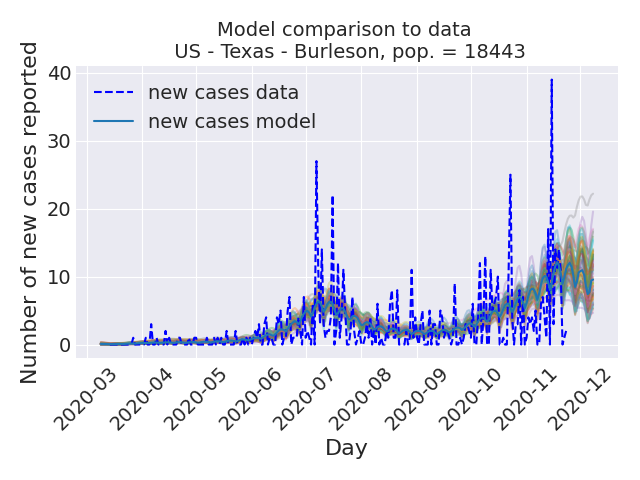 Model comparison to data
US - Texas - Burleson, pop. = 18443
Number of new cases reported
40
30
20
10
0
new cases data
new cases model
2020-03
2020-04
2020-05
2020-06
2020-07
2020-08
2020-09
2020-10
2020-11
2020-12
Day